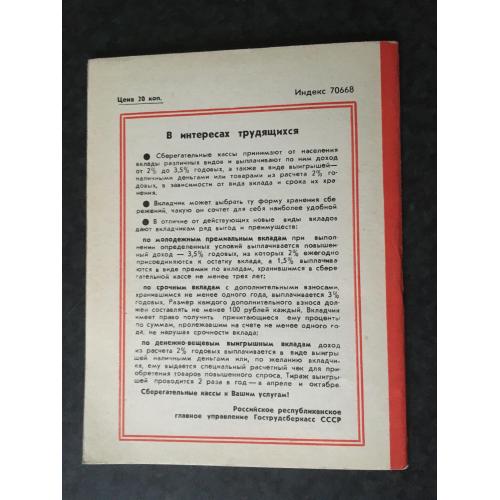 Цена 20 коп.
Индекс 70668
В интересах трудящихся
● Сберегательные кассы принимают от населения
вклады различных видов и выплачивают по ним доход
от 2% до 3,5% годовых, а также в виде выигрышей—
наличными деньгами или товарами из расчета 2% го-
довых, в зависимости от вида вклада и срока их хра
нения.
● Вкладчик может выбрать ту форму хранения сбе
режений, какую он сочтет для себя наиболее удобной
● В отличие от действующих новые виды вкладов
дают вкладчикам ряд выгод и преимуществ:
по молодежным премиальным вкладам при выпол-
нении определенных условий выплачивается повышен-
ный доход — 3,5% годовых, из которых 2% ежегодно
присоединяются к остатку вклада, а 1,5% выплачива
ются в виде премии по вкладам, хранившимся в сбере
гательной кассе не менее трех лет;
по срочным вкладам с дополнительными взносами,
хранившимся не менее одного года, выплачивается 3%
годовых. Размер каждого дополнительного взноса дол
жен составлять не менее 100 рублей каждый. Вкладчик
имеет право получить причитающиеся ему проценты
по суммам, пролежавшим на счете не менее одного го-
да, не нарушая срочности вклада;
по денежно-вещевым выигрышным вкладам доход
из расчета 2% годовых выплачивается в виде выигры
шей наличными деньгами или, по желанию вкладчи-
ка, ему выдается специальный расчетный чек для при
обретения товаров повышенного спроса. Тираж выиг
рышей проводится 2 раза в год — в апреле и октябре.
Сберегательные кассы к Вашим услугам!
Российское республиканское
главное управление Гострудсберкасс СССР